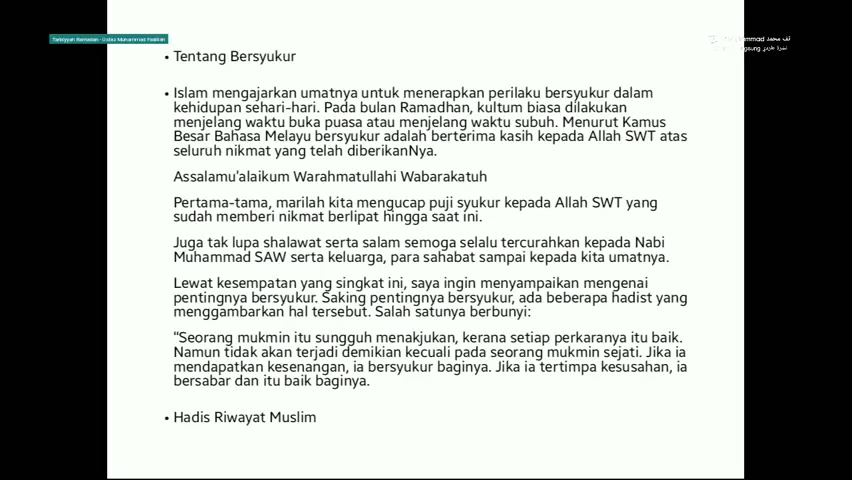 Tarbiyyah Ramadan - Ustaz Muhammad Fadhlan
• Tentang Bersyukur
• Islam mengajarkan umatnya untuk menerapkan perilaku bersyukur dalam
kehidupan sehari-hari. Pada bulan Ramadhan, kultum biasa dilakukan
menjelang waktu buka puasa atau menjelang waktu subuh. Menurut Kamus
Besar Bahasa Melayu bersyukur adalah berterima kasih kepada Allah SWT atas
seluruh nikmat yang telah diberikanNya.
Assalamu'alaikum Warahmatullahi Wabarakatuh
Pertama-tama, marilah kita mengucap puji syukur kepada Allah SWT yang
sudah memberi nikmat berlipat hingga saat ini.
Juga tak lupa shalawat serta salam semoga selalu tercurahkan kepada Nabi
Muhammad SAW serta keluarga, para sahabat sampai kepada kita umatnya.
Lewat kesempatan yang singkat ini, saya ingin menyampaikan mengenai
pentingnya bersyukur. Saking pentingnya bersyukur, ada beberapa hadist yang
menggambarkan hal tersebut. Salah satunya berbunyi:
“Seorang mukmin itu sungguh menakjukan, kerana setiap perkaranya itu baik.
Namun tidak akan terjadi demikian kecuali pada seorang mukmin sejati. Jika ia
mendapatkan kesenangan, ia bersyukur baginya. Jika ia tertimpa kesusahan, ia
bersabar dan itu baik baginya.
• Hadis Riwayat Muslim